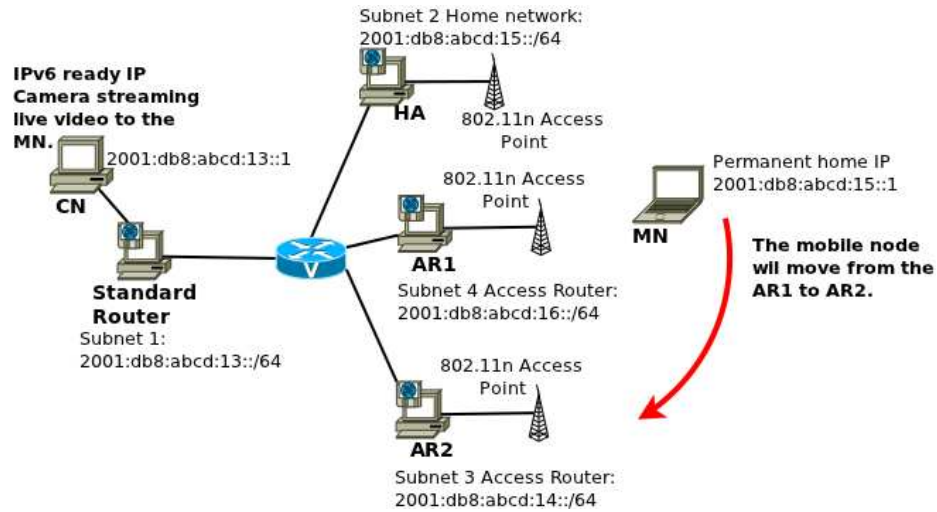 Subnet 2 Home network:
2001:db8:abcd:15::/64
IPv6 ready IP
Camera streaming
live video to the
MN.
2001:db8:abcd:13::1
CN
HA
802.11n Access
Point
802.11n Access
Point
Permanent home IP
2001:db8:abcd:15::1
MN
V
AR1
The mobile node
wil move from the
AR1 to AR2.
Standard
Router
Subnet 1:
2001:db8:abcd:13::/64
Subnet 4 Access Router:
2001:db8:abcd:16::/64
802.11n Access
Point
AR2
Subnet 3 Access Router:
2001:db8:abcd:14::/64